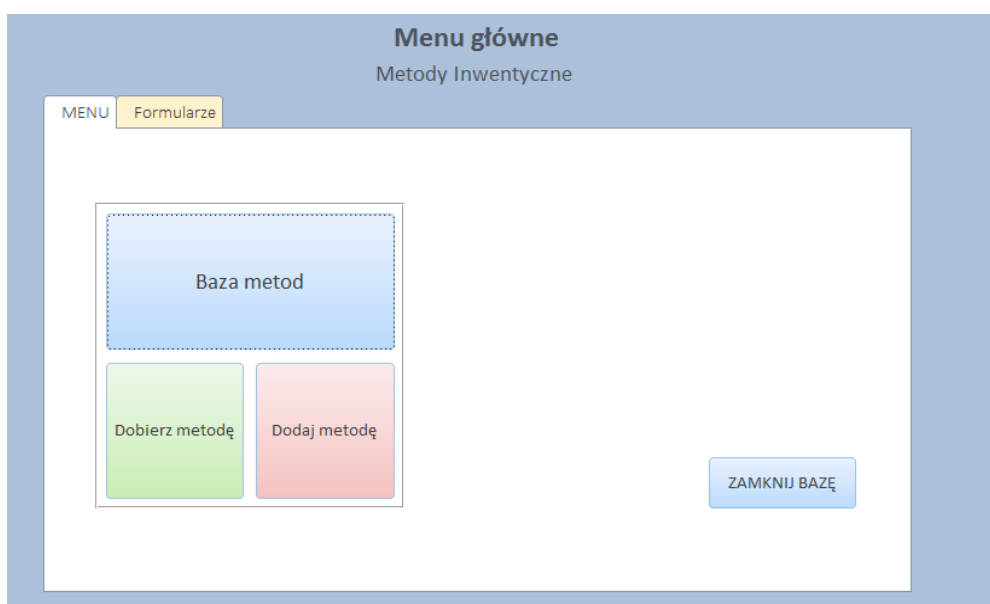 Menu główne
Metody Inwentyczne
MENU Formularze
Baza metod
Dobierz metodę Dodaj metodę
ZAMKNIJ BAZĘ